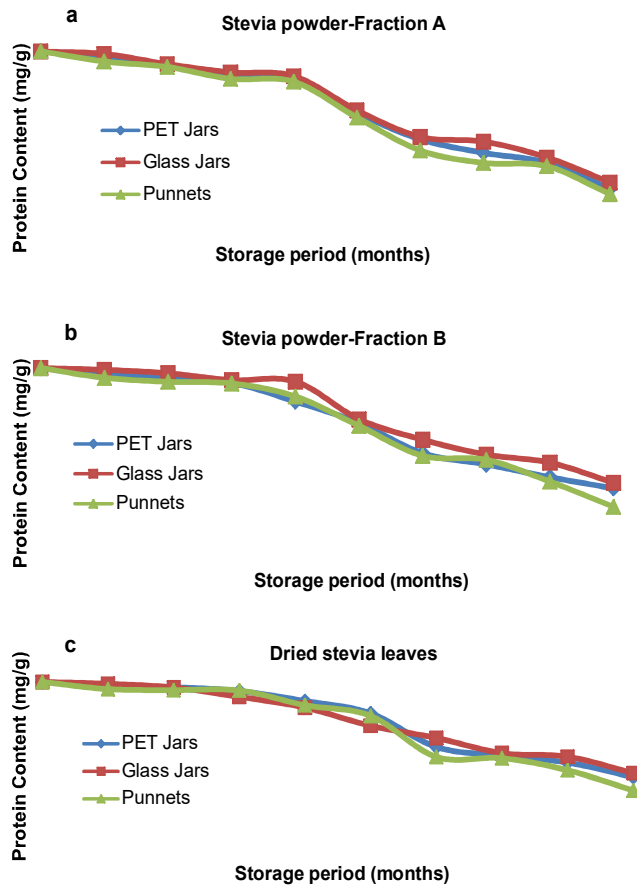 a
Stevia powder-Fraction A
Protein Content (mg/g)
PET Jars
Glass Jars
Punnets
Storage period (months)
b
Stevia powder-Fraction B
Protein Content (mg/g)
PET Jars
Glass Jars
Punnets
Storage period (months)
c
Dried stevia leaves
Protein Content (mg/g)
PET Jars
Glass Jars
Punnets
Storage period (months)